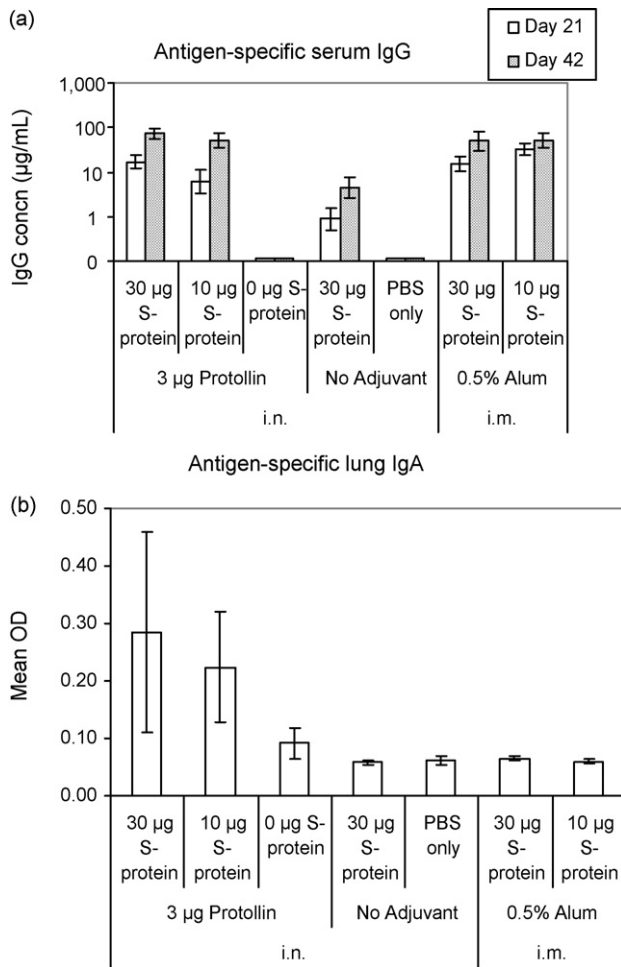 (a)
Day 21
Day 42
Antigen-specific serum IgG
IgG concn (µg/mL)
1,000
100
10
1
0
30 µg S-protein
10 µg S-protein
0 µg S-protein
30 µg S-protein
PBS only
30 µg S-protein
10 µg S-protein
3 µg Protollin
No Adjuvant
0.5% Alum
i.n.
i.m.
Antigen-specific lung IgA
(b)
Mean OD
0.50
0.40
0.30
0.20
0.10
0.00
30 µg S-protein
10 µg S-protein
0 µg S-protein
30 µg S-protein
PBS only
30 µg S-protein
10 µg S-protein
3 µg Protollin
No Adjuvant
0.5% Alum
i.n.
i.m.